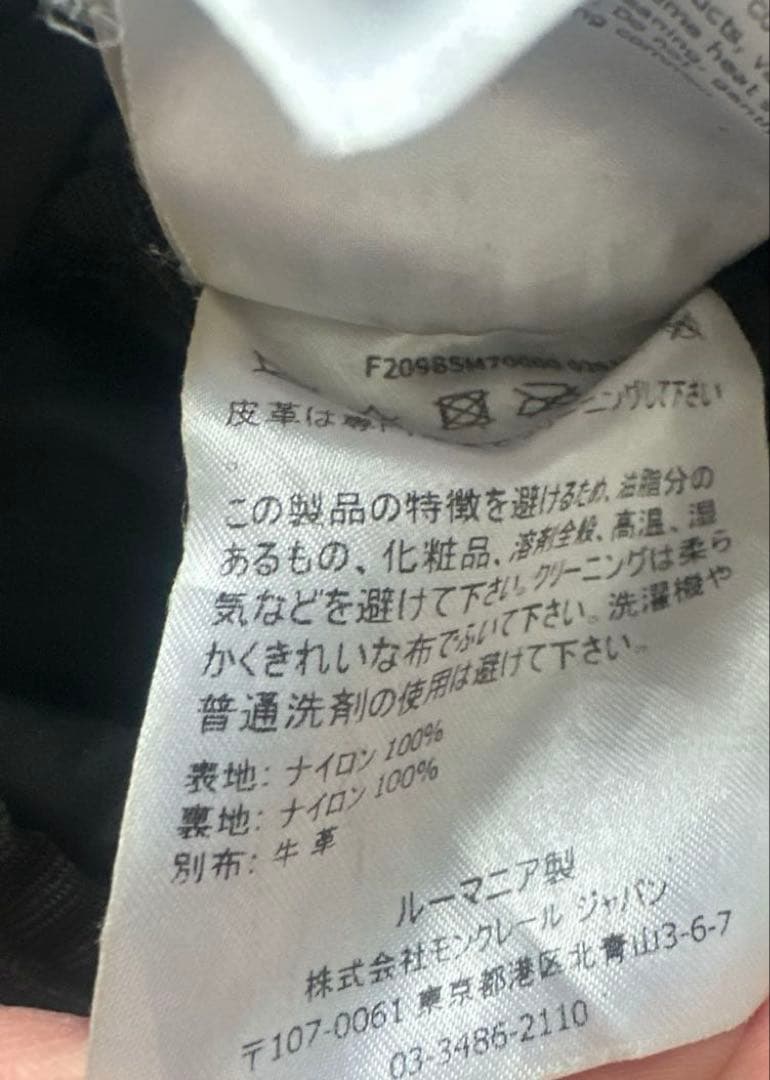 ucts,
same heat
F2098SM70000
皮革は専
ニングして下さい
。
この製品の特徴を避けるため、油脂分の
あるもの、化粧品、溶剤全般、高温、湿
気などを避けて下さい。クリーニングは柔ら
かくきれいな布でふいて下さい。洗濯機や
普通洗剤の使用は避けて下さい。
表地: ナイロン 100%
裏地: ナイロン 100%
別布: 牛革
ルーマニア製
株式会社モンクレール ジャパン
〒107-0061 東京都港区北青山3-6-7
03-3486-2110